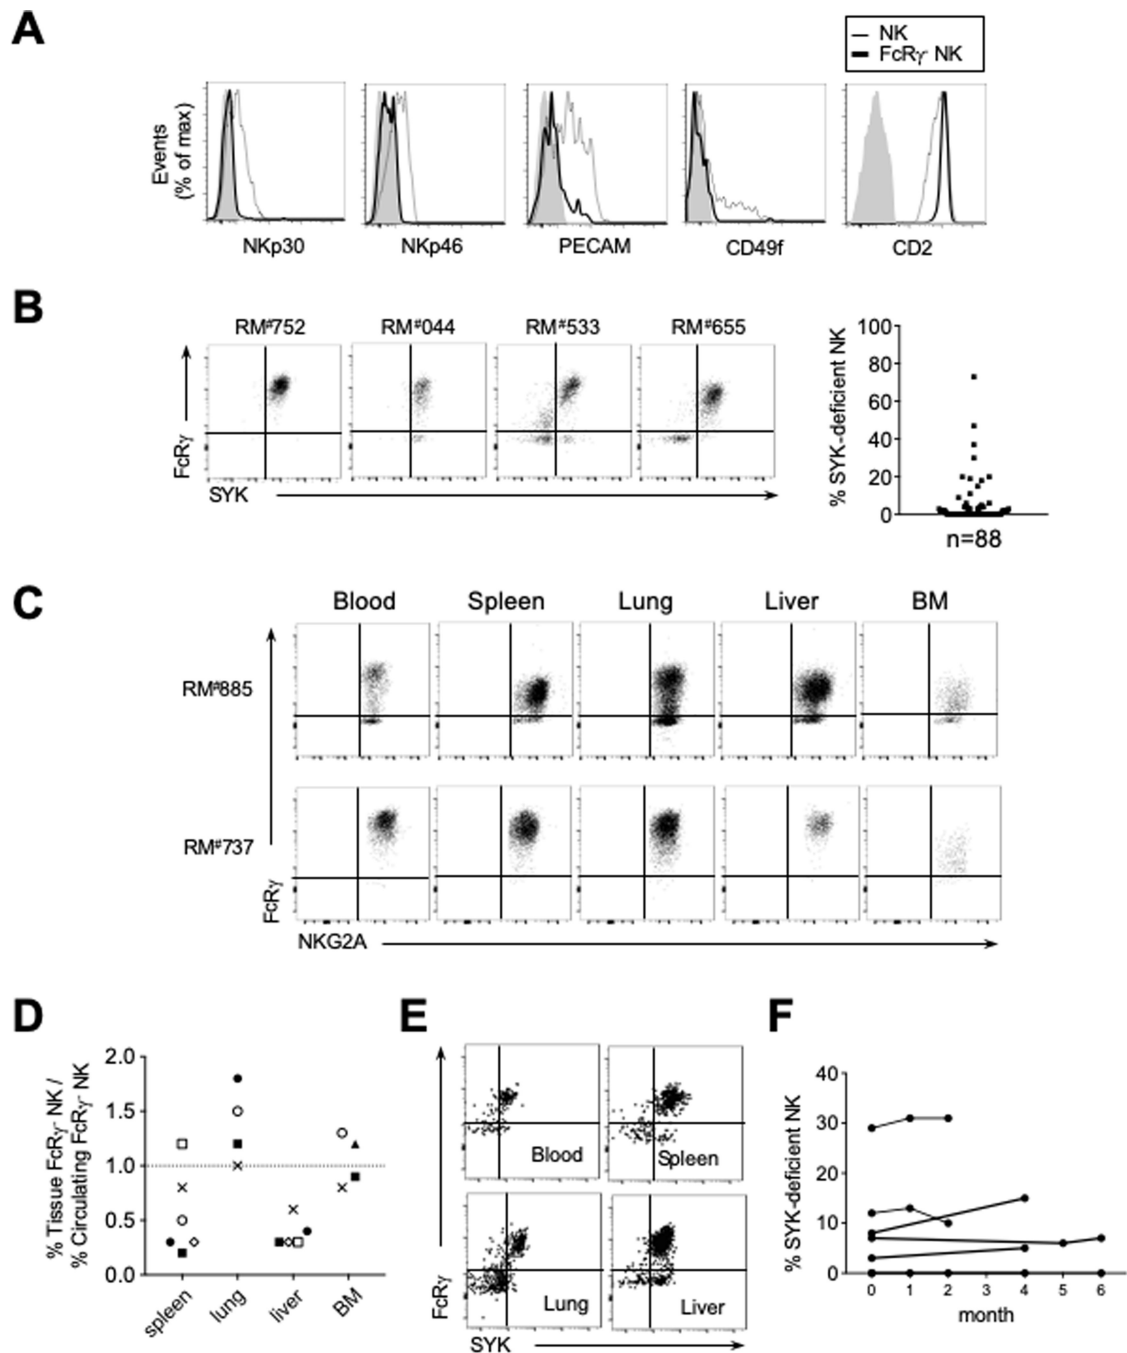 A
NK
FcRγ- NK
Events
(% of max)
NKp30 NKp46 PECAM CD49f CD2
B
RM#752 RM#044 RM#533 RM#655
FcRγ
SYK
% SYK-deficient NK
100
80
60
40
20
0
n=88
C
Blood Spleen Lung Liver BM
RM#885
RM#737
FcRγ
NKG2A
D
% Tissue FcRγ- NK /
% Circulating FcRγ- NK
2.0
1.5
1.0
0.5
0.0
spleen lung liver BM
E
Blood Spleen
Lung Liver
FcRγ
SYK
F
% SYK-deficient NK
40
30
20
10
0
0 1 2 3 4 5 6
month